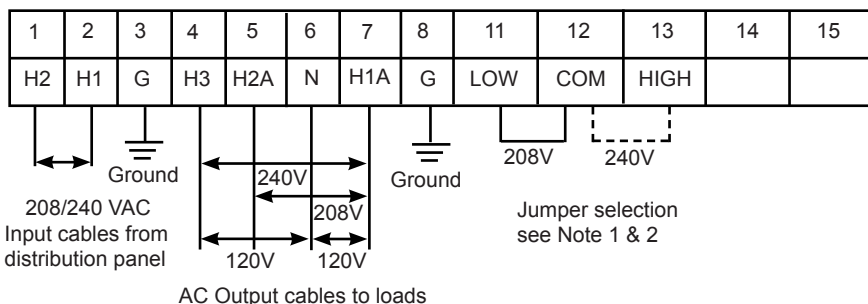 1 2 3 4 5 6 7 8 11 12 13 14 15
H2 H1 G H3 H2A N H1A G LOW COM HIGH
208V 240V
Ground 240V Ground
208/240 VAC 208V Jumper selection
Input cables from see Note 1 & 2
distribution panel 120V 120V
AC Output cables to loads